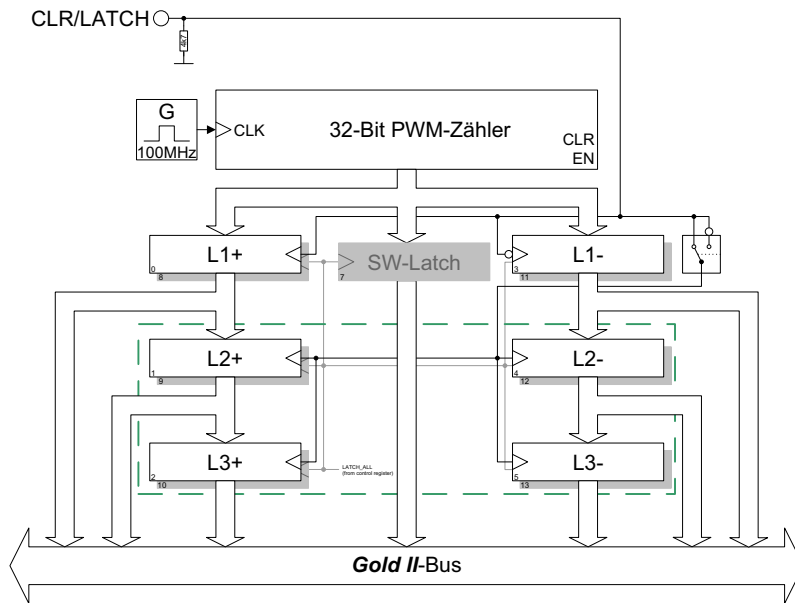 CLR/LATCH
4k7
G
100MHz
CLK
32-Bit PWM-Zähler
CLR
EN
L1+
0
8
SW-Latch
7
L1-
3
11
L2+
1
9
L2-
4
12
L3+
2
10
LATCH_ALL
(from control register)
L3-
5
13
Gold II-Bus